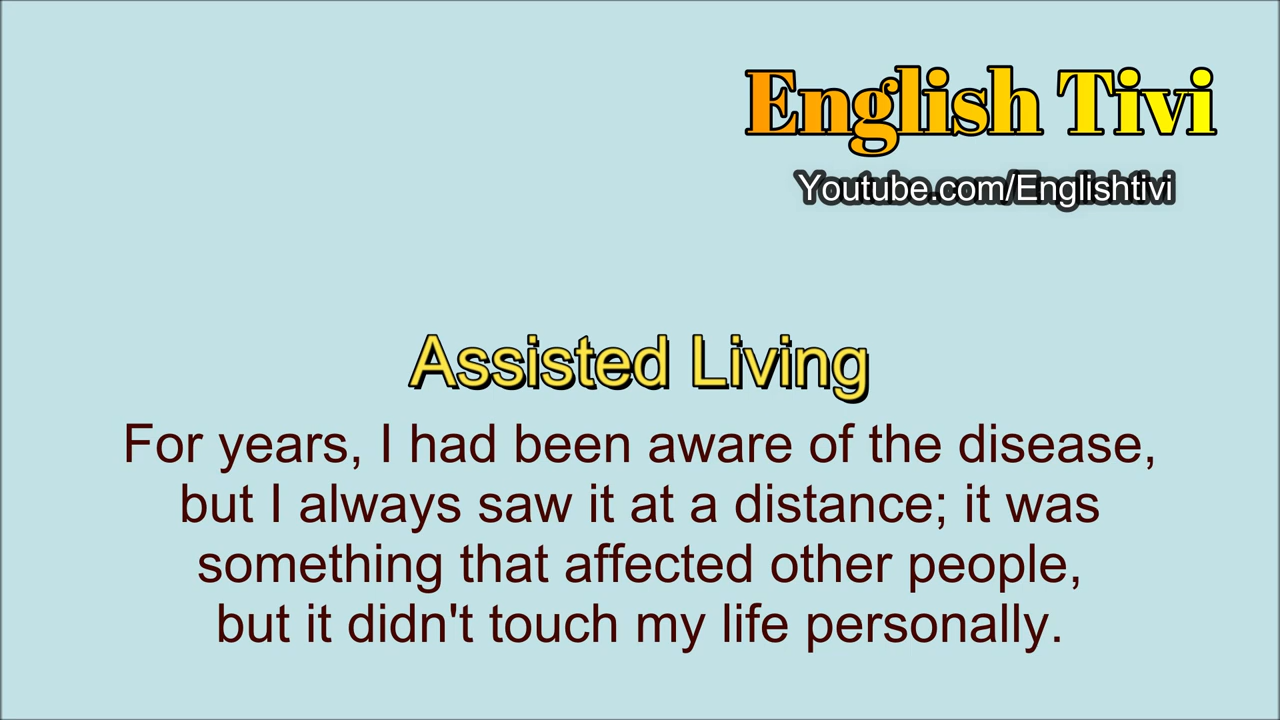 English Tivi
Youtube.com/Englishtivi
Assisted Living
For years, I had been aware of the disease,
but I always saw it at a distance; it was
something that affected other people,
but it didn't touch my life personally.